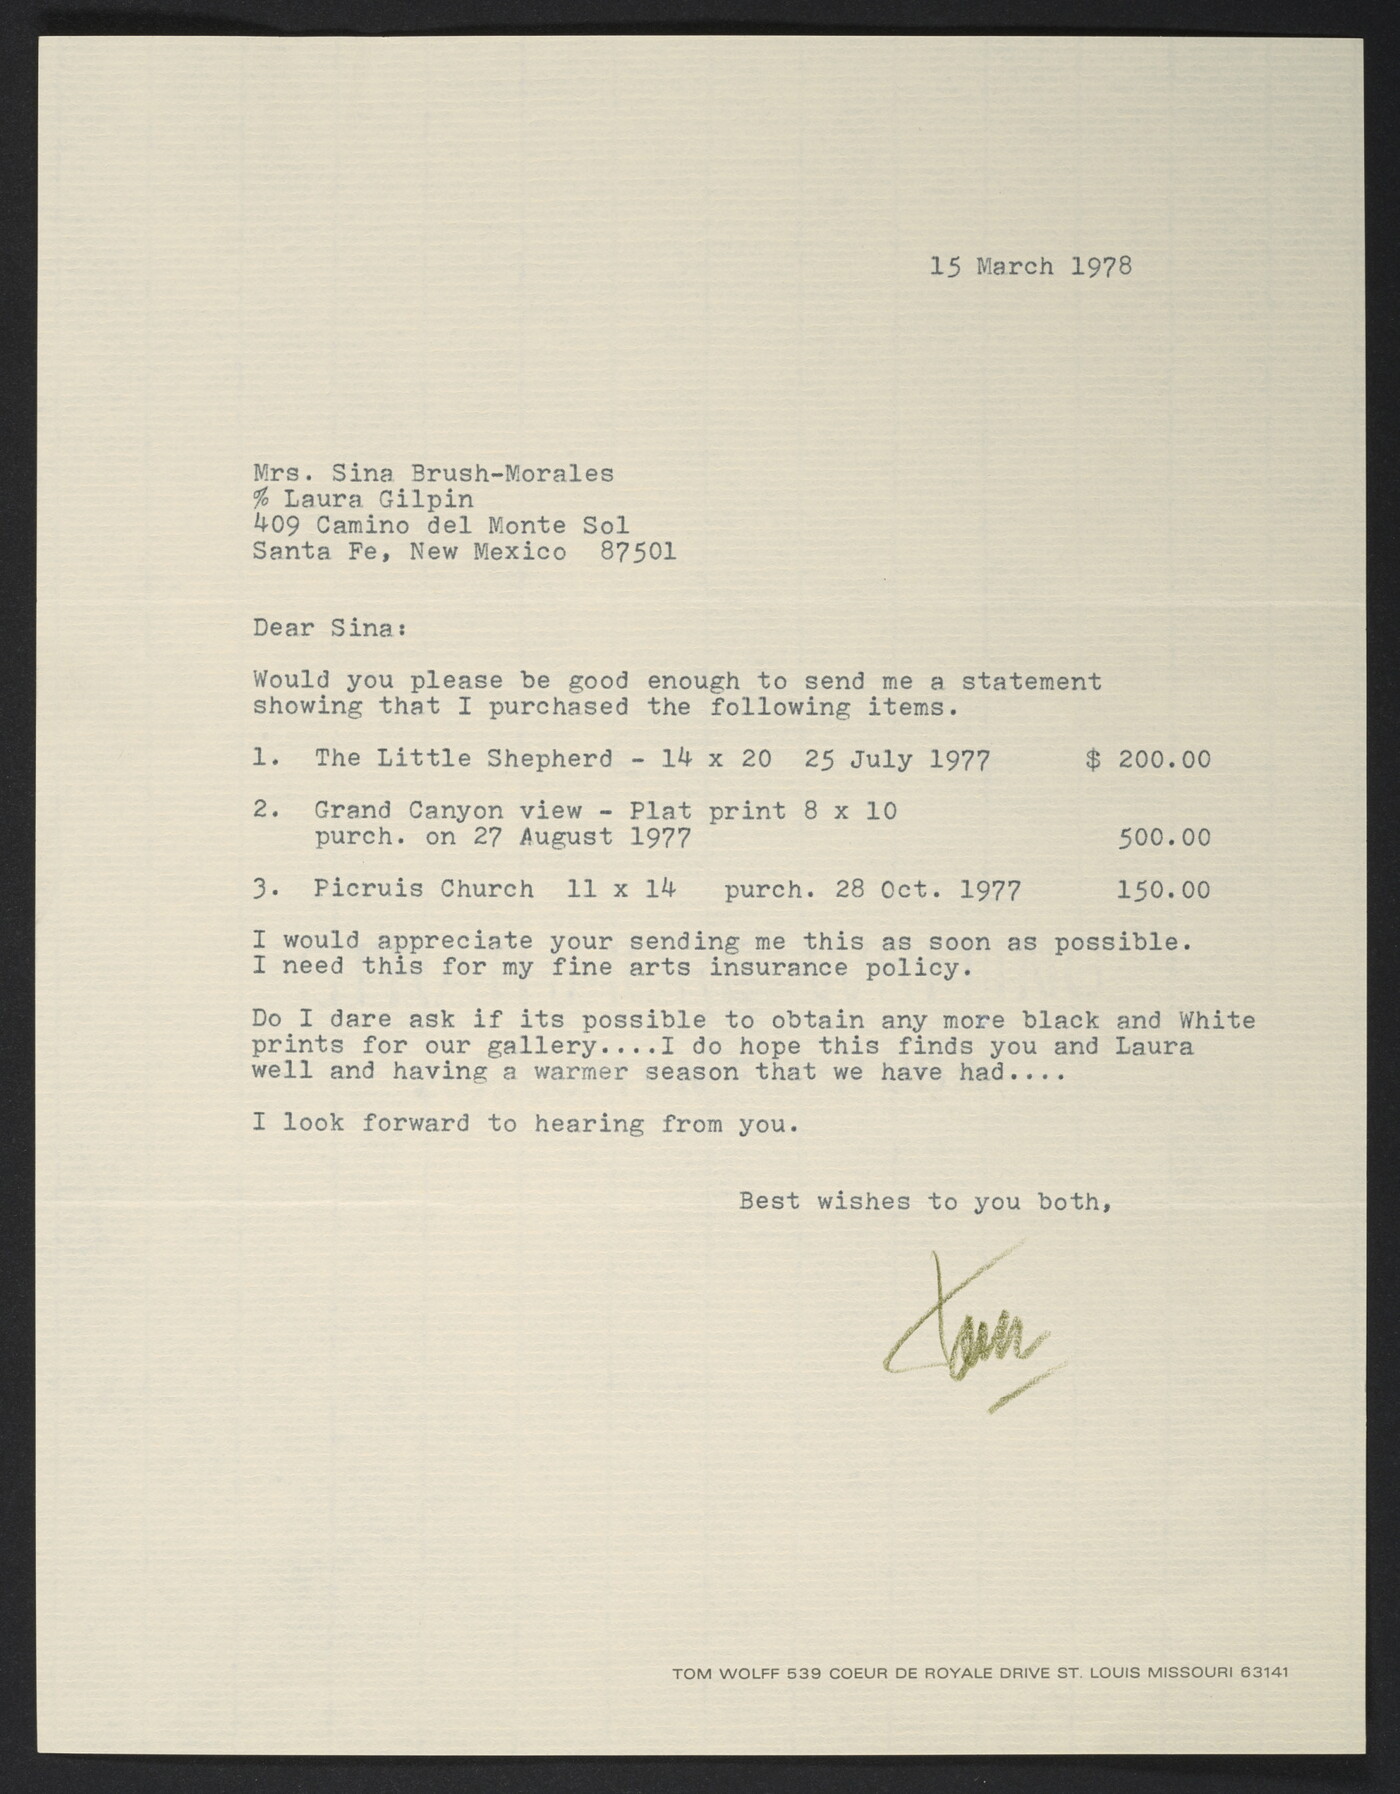 15 March 1978
Mrs. Sina Brush-Morales
% Laura Gilpin
409 Camino del Monte Sol
Santa Fe, New Mexico  87501
Dear Sina:
Would you please be good enough to send me a statement
showing that I purchased the following items.
1.  The Little Shepherd - 14 x 20  25 July 1977      $ 200.00
2.  Grand Canyon view - Plat print 8 x 10
purch. on 27 August 1977      500.00
3.  Picruis Church  11 x 14   purch. 28 Oct. 1977      150.00
I would appreciate your sending me this as soon as possible.
I need this for my fine arts insurance policy.
Do I dare ask if its possible to obtain any more black and White
prints for our gallery....I do hope this finds you and Laura
well and having a warmer season that we have had....
I look forward to hearing from you.
Best wishes to you both,
Tom
TOM WOLFF 539 COEUR DE ROYALE DRIVE ST. LOUIS MISSOURI 63141